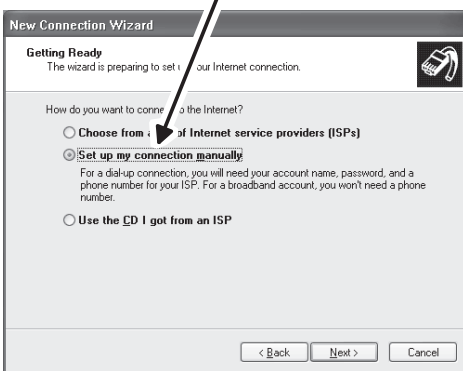 New Connection Wizard
Getting Ready
The wizard is preparing to set Internet connection.
How do you want to the Internet?
Choose from a of Internet service providers (ISPs)
Set up my connection manually
For a dial-up connection, you will need your account name, password, and a
phone number for your ISP. For a broadband account, you won't need a phone
number.
Use the CD I got from an ISP
< Back
Next >
Cancel